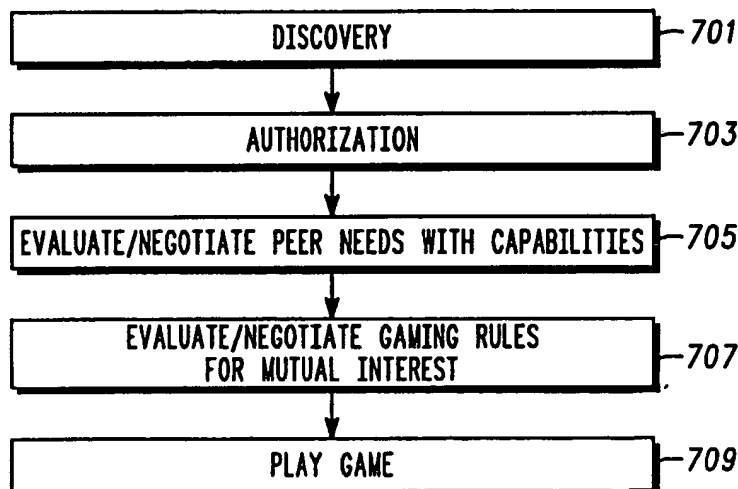 DISCOVERY 701
AUTHORIZATION 703
EVALUATE/NEGOTIATE PEER NEEDS WITH CAPABILITIES 705
EVALUATE/NEGOTIATE GAMING RULES
FOR MUTUAL INTEREST 707
PLAY GAME 709